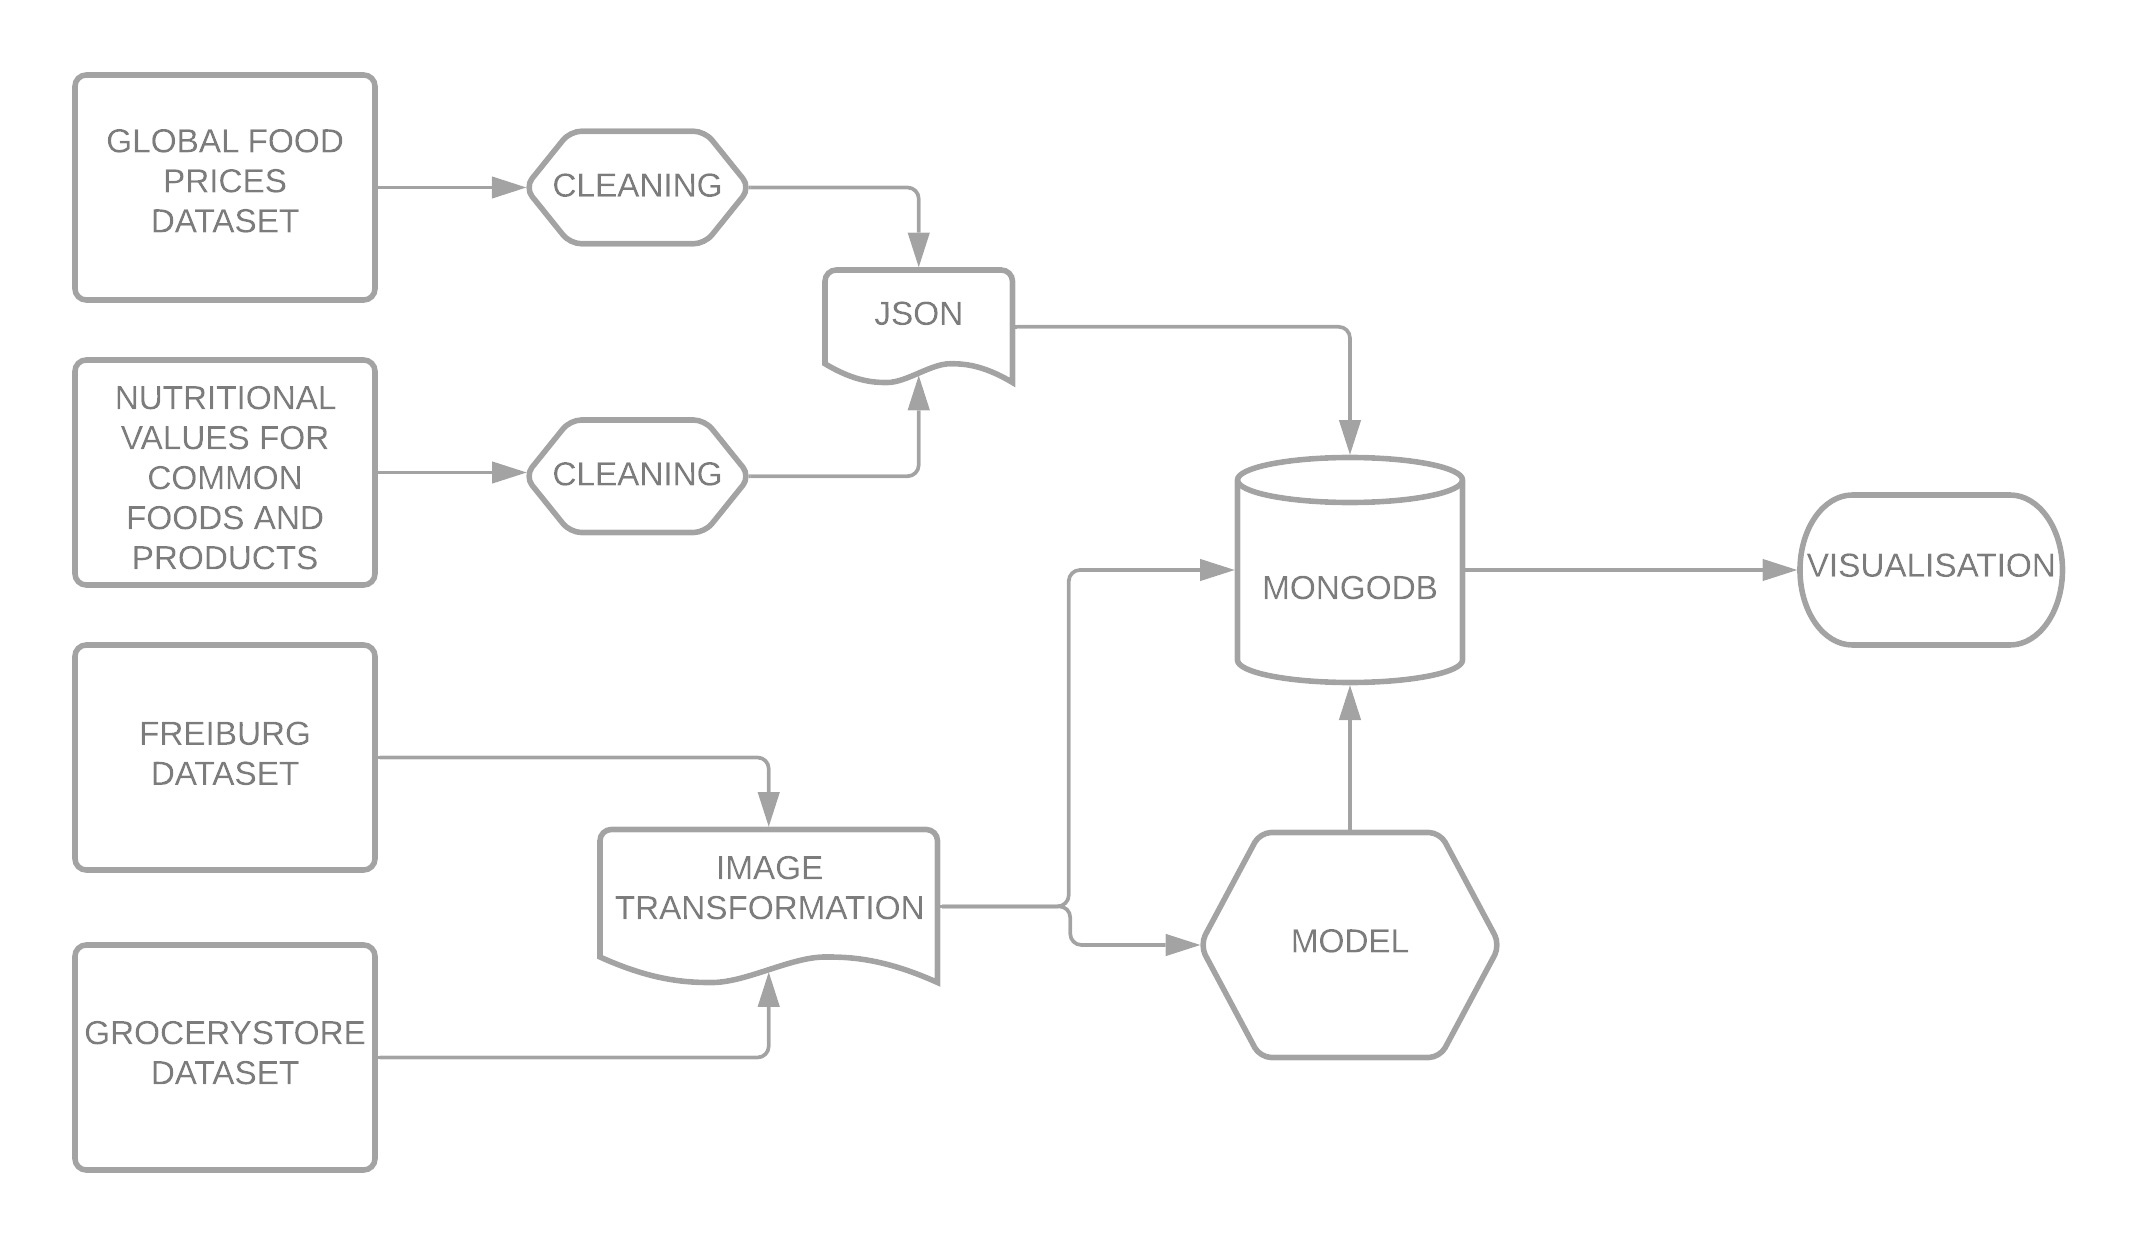 GLOBAL FOOD
PRICES
DATASET
CLEANING
JSON
NUTRITIONAL
VALUES FOR
COMMON
FOODS AND
PRODUCTS
CLEANING
MONGODB
VISUALISATION
FREIBURG
DATASET
IMAGE
TRANSFORMATION
MODEL
GROCERYSTORE
DATASET